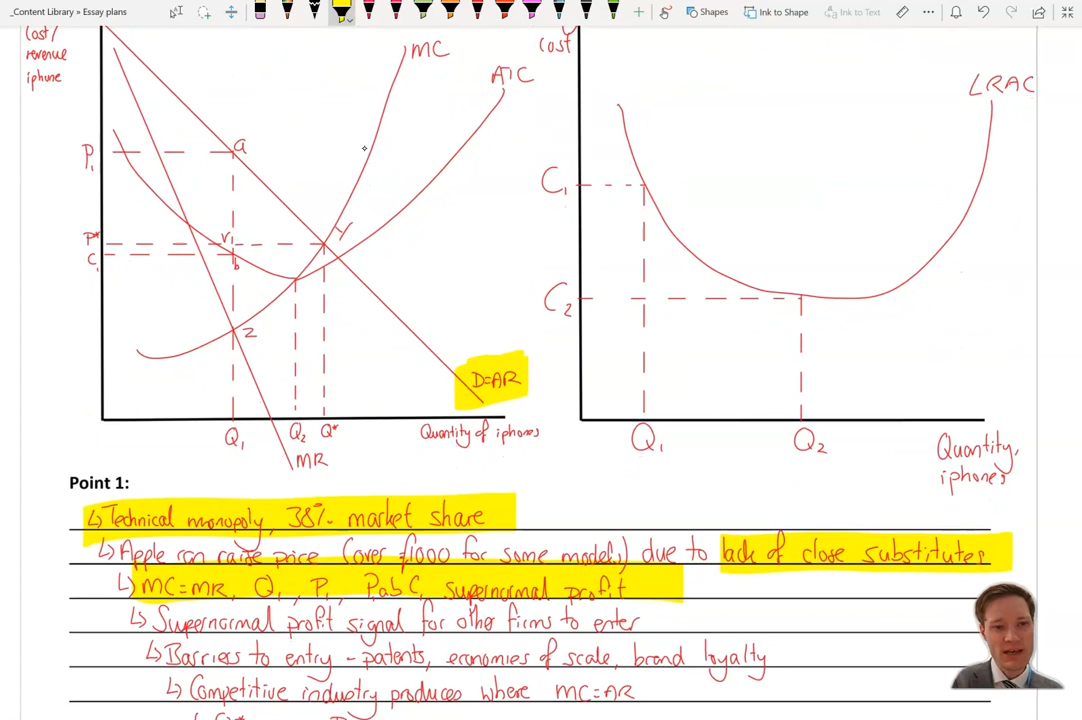 _Content Library » Essay plans
Shapes
Ink to Shape
Ink to Text
Cost/
revenue
iphone
MC
ATC
P1
a
P*
V
Y
C1
b
Z
D=AR
Q1
Q2
Q*
Quantity of iphones
MR
Cost
LRAC
C1
C2
Q1
Q2
Quantity,
iphones
Point 1:
↳ Technical monopoly, 38% market share
↳ Apple can raise price (over £1000 for some models) due to lack of close substitutes
↳ MC=MR, Q1, P1, P1abC1 supernormal profit
↳ Supernormal profit signal for other firms to enter
↳ Barriers to entry - patents, economies of scale, brand loyalty
↳ Competitive industry produces where MC=AR